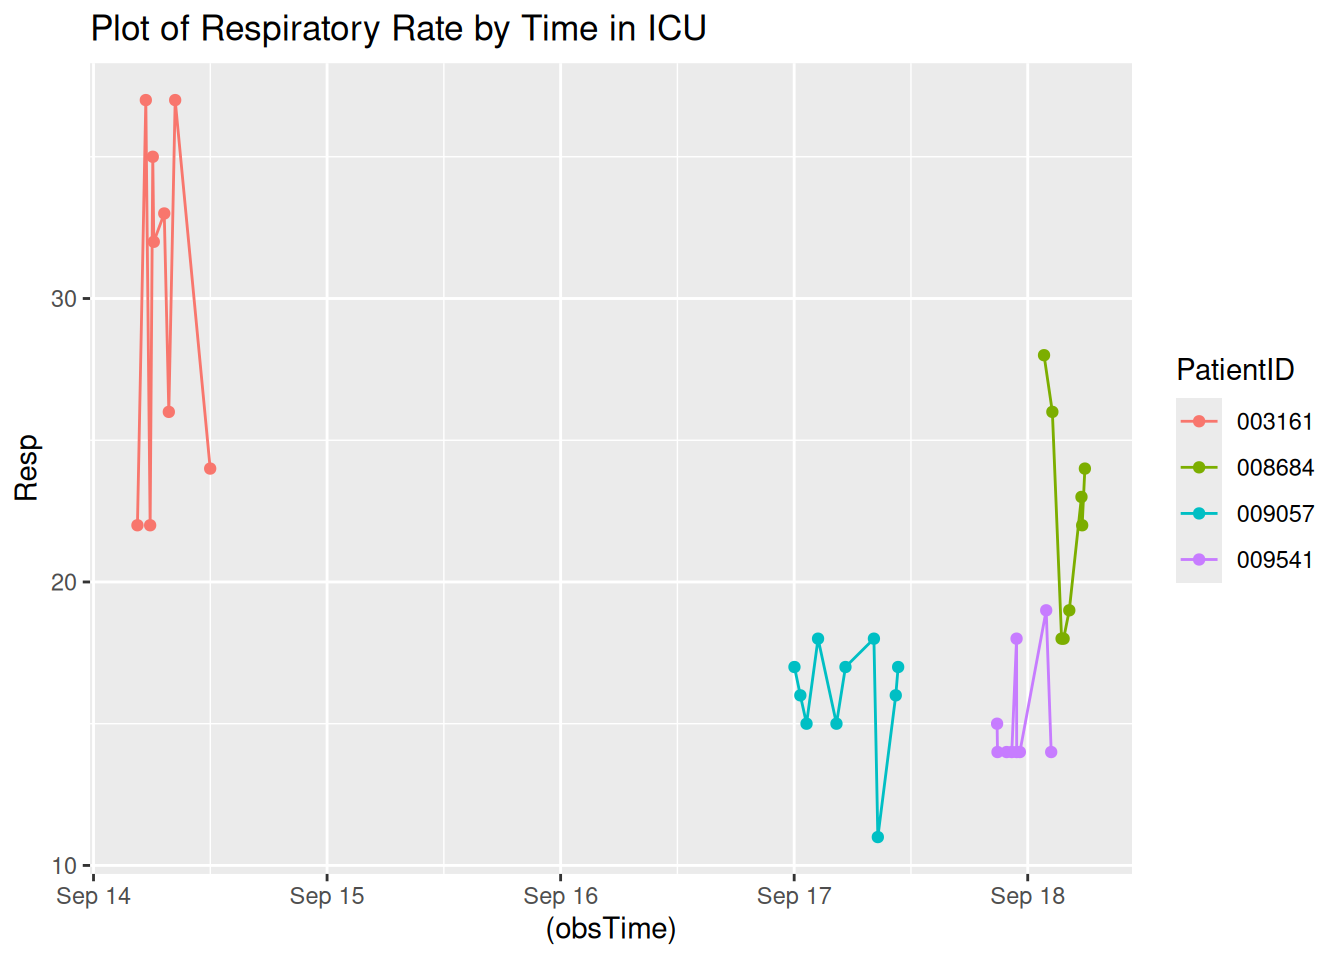 Plot of Respiratory Rate by Time in ICU
Resp
30
20
10
Sep 14 Sep 15 Sep 16 Sep 17 Sep 18
(obsTime)
PatientID
003161
008684
009057
009541